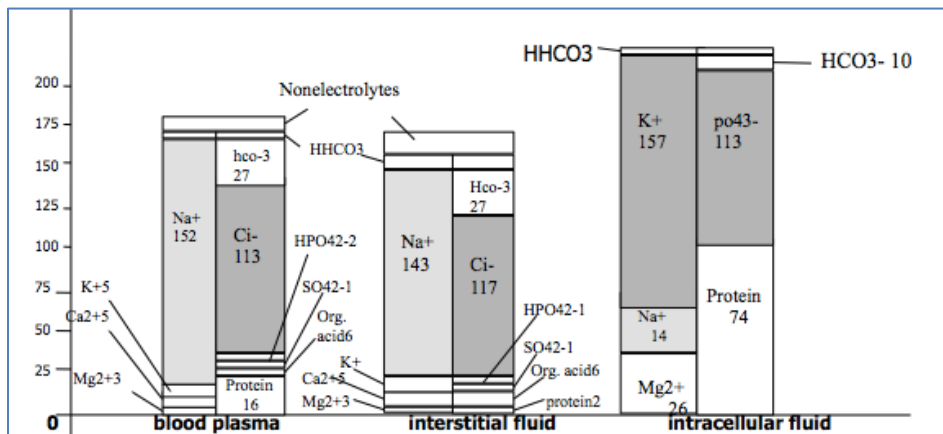 HHCO3
HCO3- 10
200
Nonelectrolytes
175
K+
157
po43-
113
hco-3
27
HHCO3
150
Hco-3
27
125
Na+
152
Ci-
113
HPO42-2
Na+
143
Ci-
117
100
K+5
SO42-1
Protein
74
75
Ca2+5
Org.
acid6
HPO42-1
Na+
14
50
SO42-1
Mg2+3
K+
Org. acid6
25
Protein
16
Ca2+5
Mg2+3
protein2
Mg2+
26
0
blood plasma
interstitial fluid
intracellular fluid